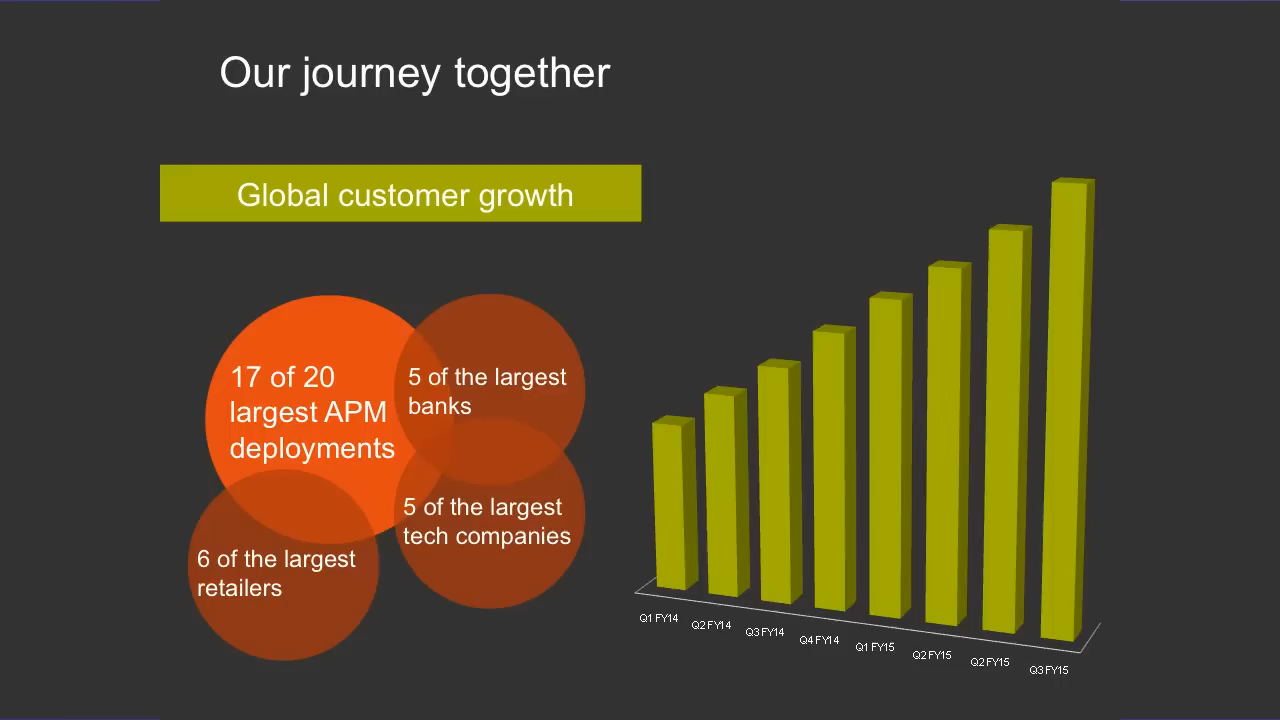 Our journey together
Global customer growth
17 of 20
largest APM
deployments
5 of the largest
banks
5 of the largest
tech companies
6 of the largest
retailers
Q1 FY14
Q2 FY14
Q3 FY14
Q4 FY14
Q1 FY15
Q2 FY15
Q2 FY15
Q3 FY15